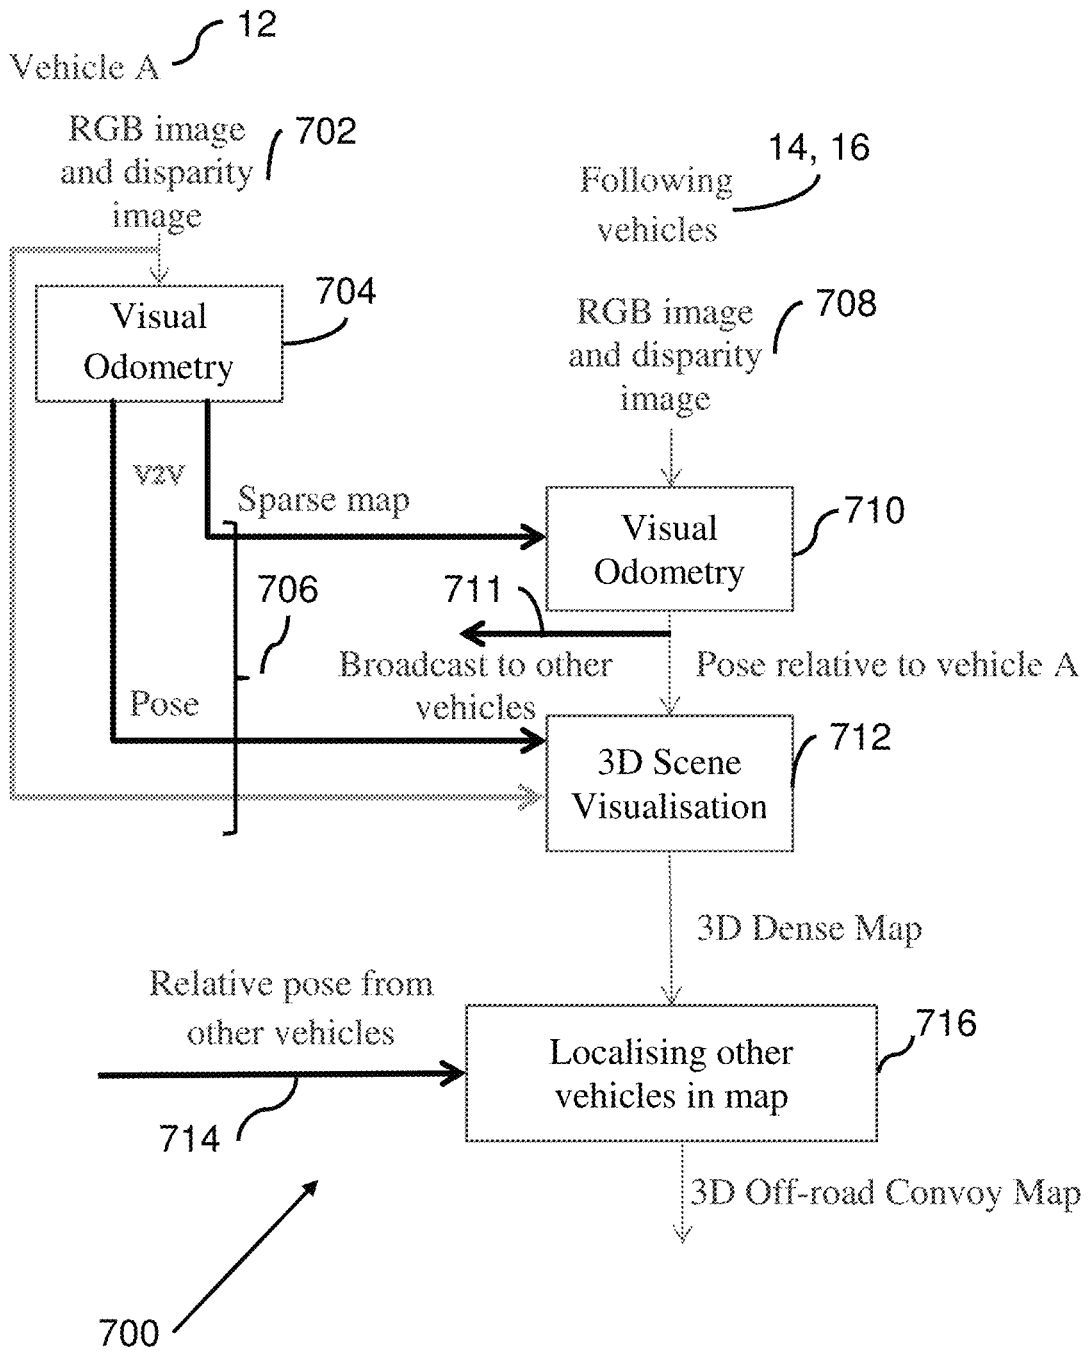 12
Vehicle A
RGB image
and disparity
image
702
14, 16
Following
vehicles
Visual
Odometry
704
RGB image
and disparity
image
708
V2V
Sparse map
Visual
Odometry
710
706
711
Broadcast to other
vehicles
Pose relative to vehicle A
Pose
3D Scene
Visualisation
712
3D Dense Map
Relative pose from
other vehicles
Localising other
vehicles in map
716
714
3D Off-road Convoy Map
700